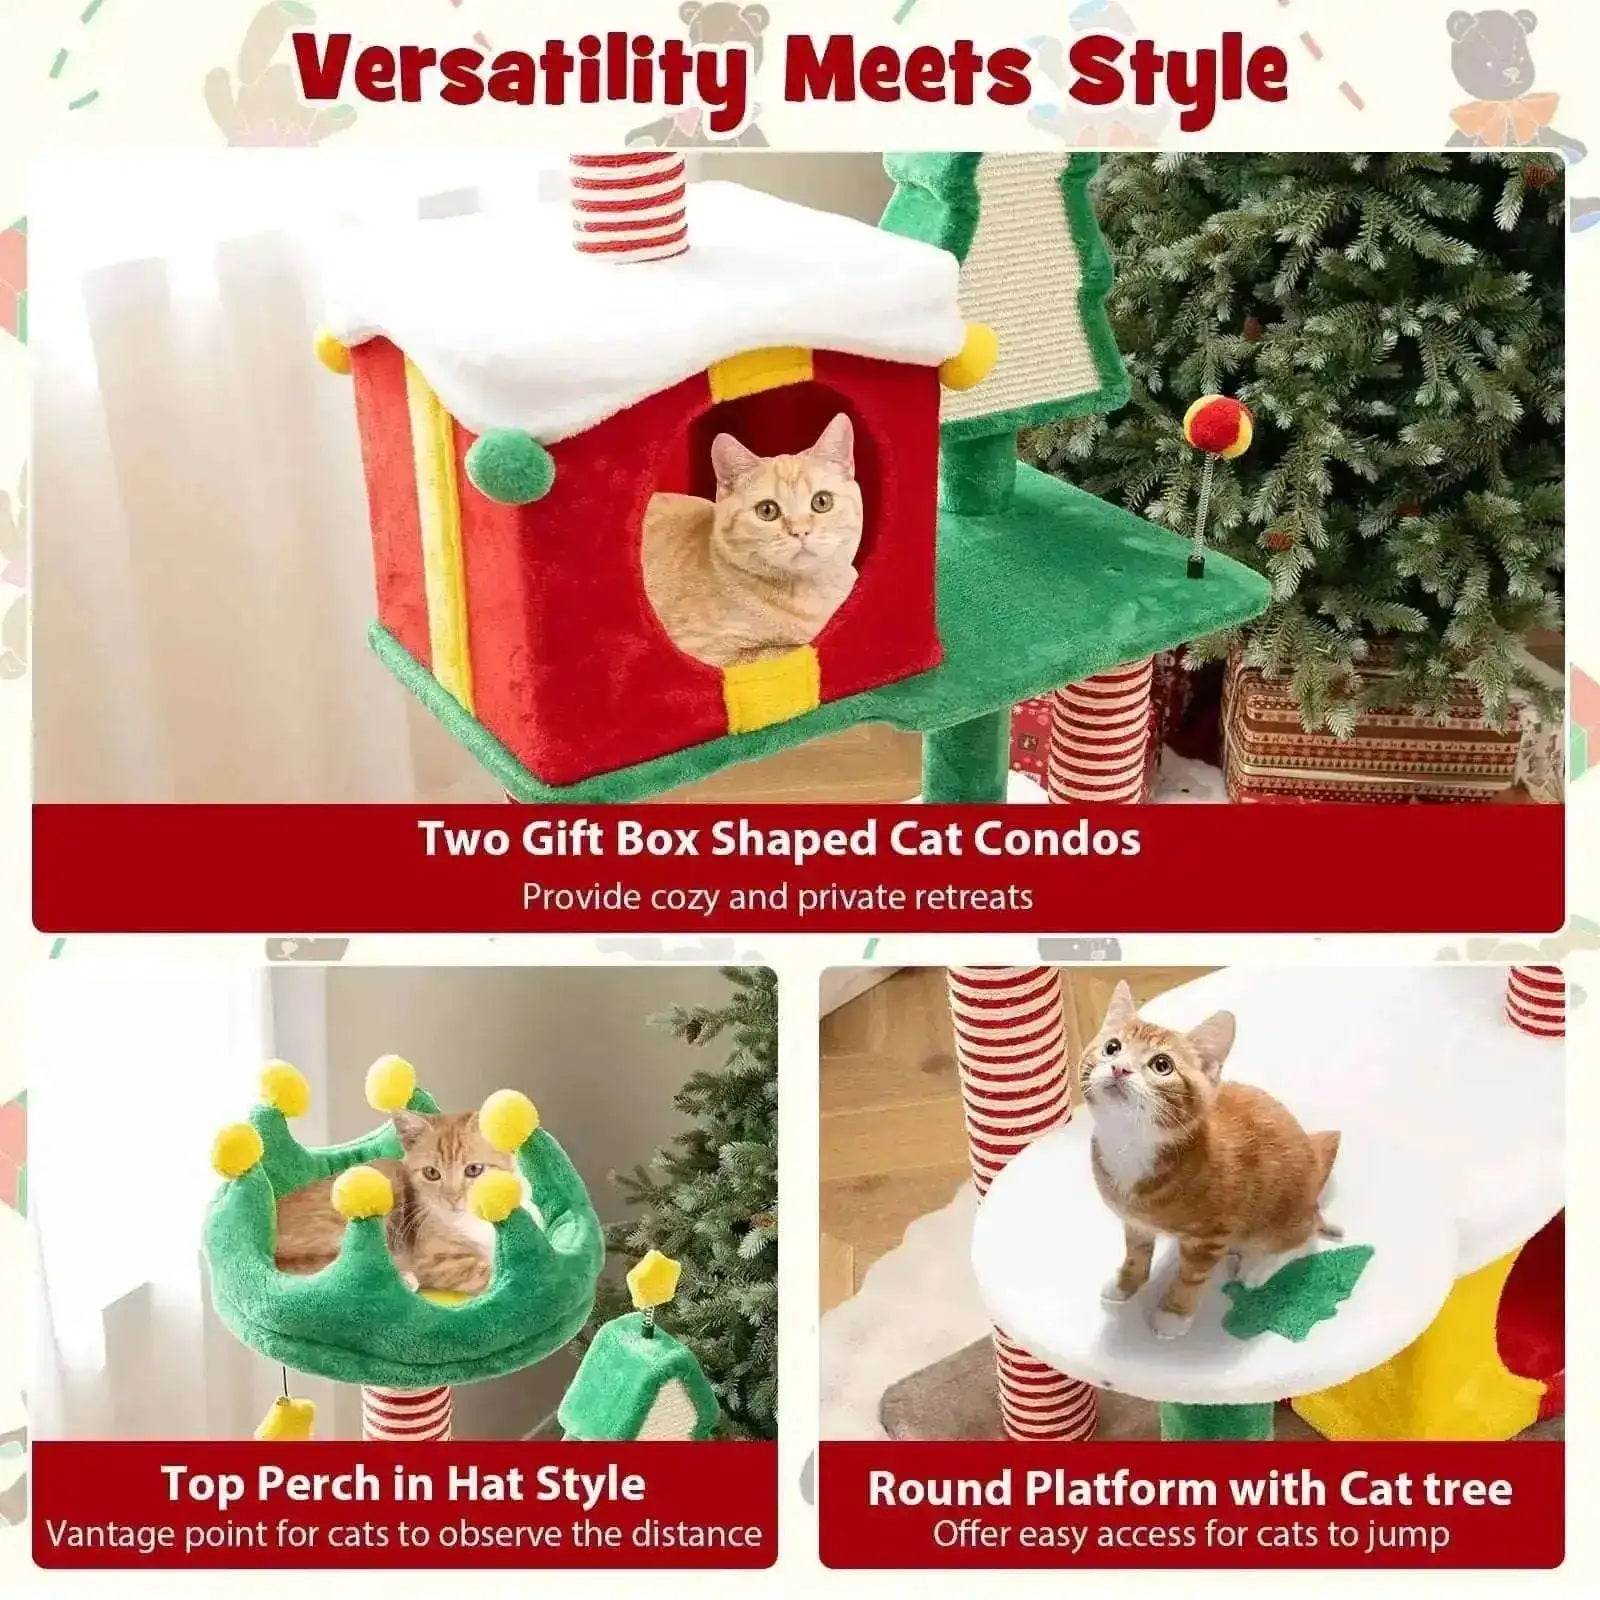 Versatility Meets Style
Two Gift Box Shaped Cat Condos
Provide cozy and private retreats
Top Perch in Hat Style
Vantage point for cats to observe the distance
Round Platform with Cat tree
Offer easy access for cats to jump